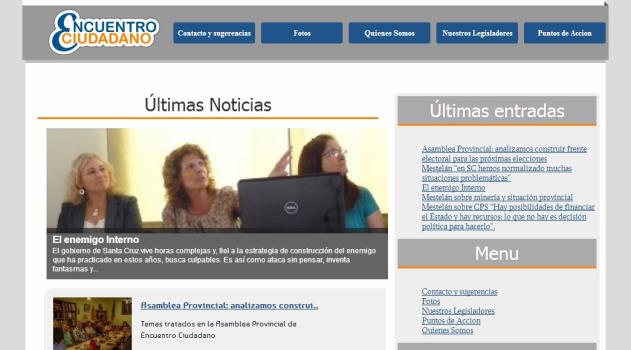 ENCUENTRO
CIUDADANO
Contacto y sugerencias
Fotos
Quienes Somos
Nuestros Legisladores
Puntos de Accion
Últimas Noticias
DELL
El enemigo Interno
El gobierno de Santa Cruz vive horas complejas y, fiel a la estrategia de construcción del enemigo
que ha practicado en estos años, busca culpables. Es así como ataca sin pensar, inventa
fantasmas y...
Asamblea Provincial: analizamos construi...
Temas tratados en la Asamblea Provincial de
Encuentro Ciudadano
Últimas entradas
Asamblea Provincial: analizamos construir frente
electoral para las próximas elecciones
Mestelán "en SC hemos normalizado muchas
situaciones problemáticas"
El enemigo Interno
Mestelán sobre minería y situación provincial
Mestelán sobre CPS "Hay posibilidades de financiar
el Estado y hay recursos: lo que no hay es decisión
política para hacerlo".
Menu
Contacto y sugerencias
Fotos
Nuestros Legisladores
Puntos de Accion
Quienes Somos